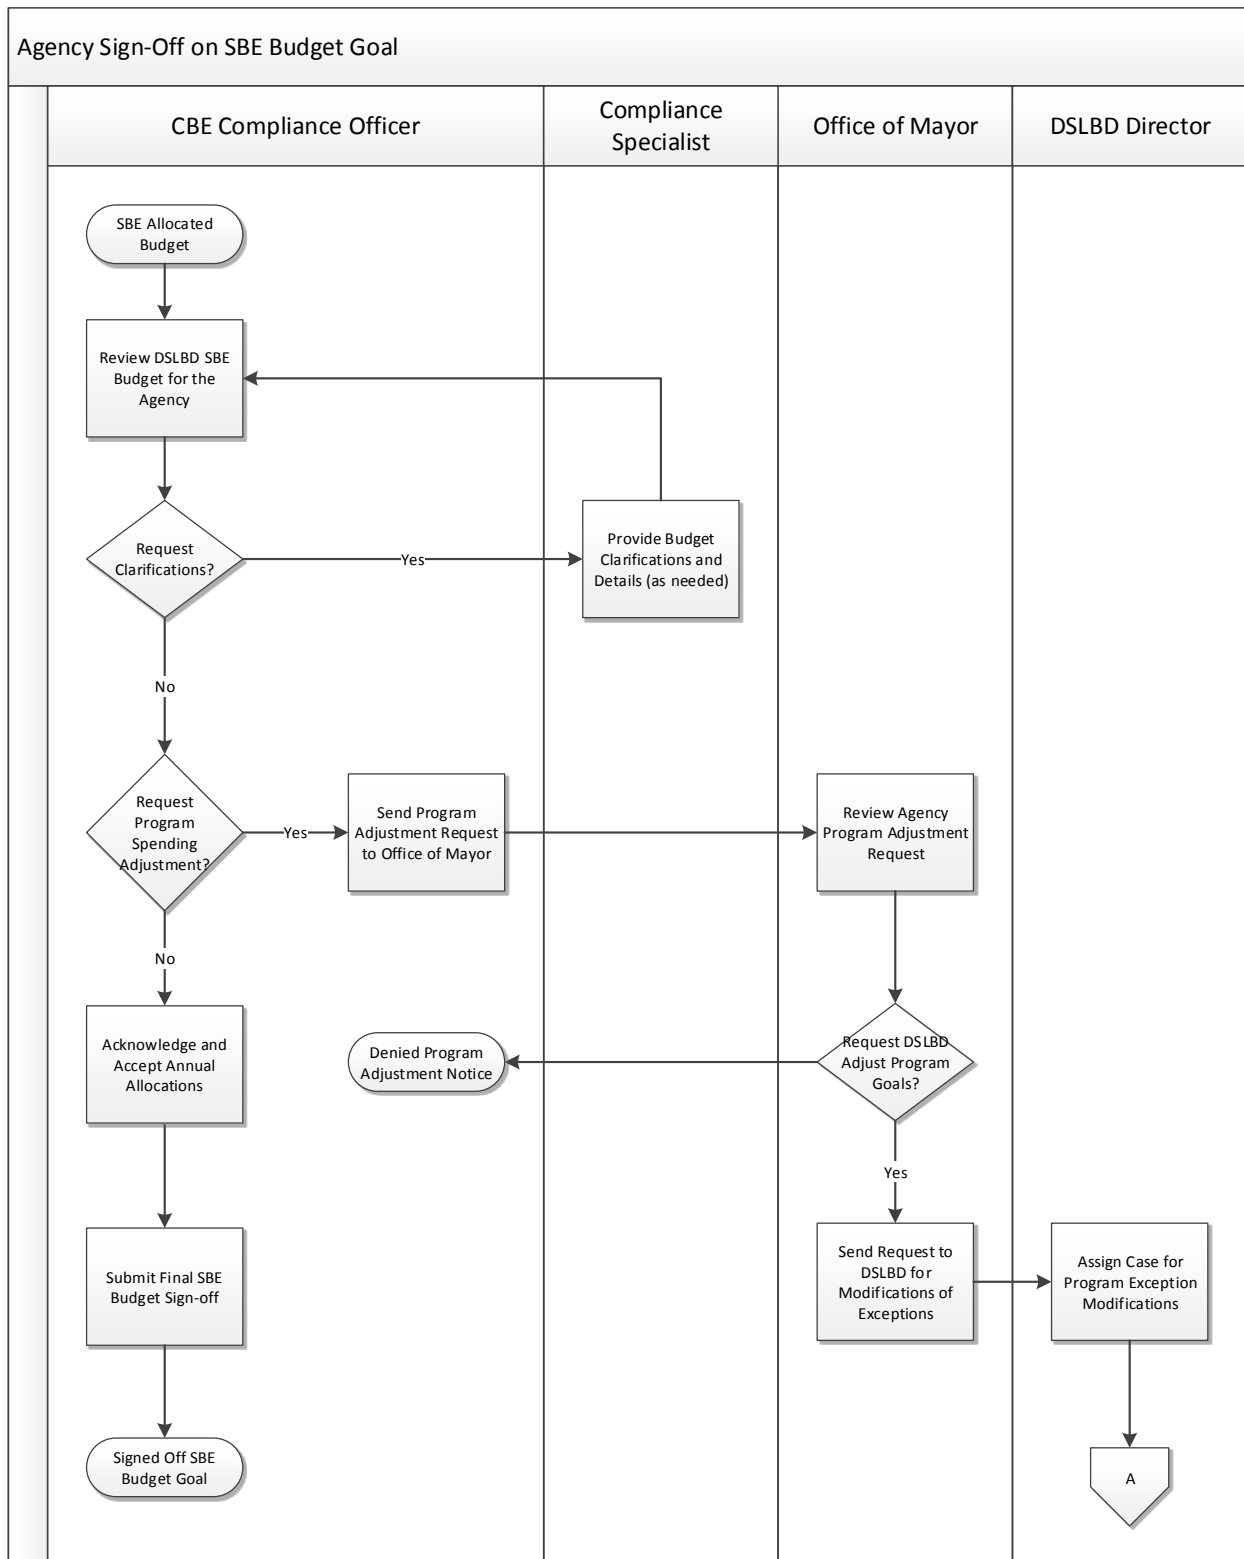 Agency Sign-Off on SBE Budget Goal
CBE Compliance Officer
Compliance
Specialist
Office of Mayor
DSLBD Director
SBE Allocated
Budget
Review DSLBD SBE
Budget for the
Agency
Request
Clarifications?
Yes
Provide Budget
Clarifications and
Details (as needed)
No
Request
Program
Spending
Adjustment?
Yes
Send Program
Adjustment Request
to Office of Mayor
Review Agency
Program Adjustment
Request
No
Acknowledge and
Accept Annual
Allocations
Denied Program
Adjustment Notice
Request DSLBD
Adjust Program
Goals?
Yes
Submit Final SBE
Budget Sign-off
Send Request to
DSLBD for
Modifications of
Exceptions
Assign Case for
Program Exception
Modifications
Signed Off SBE
Budget Goal
A